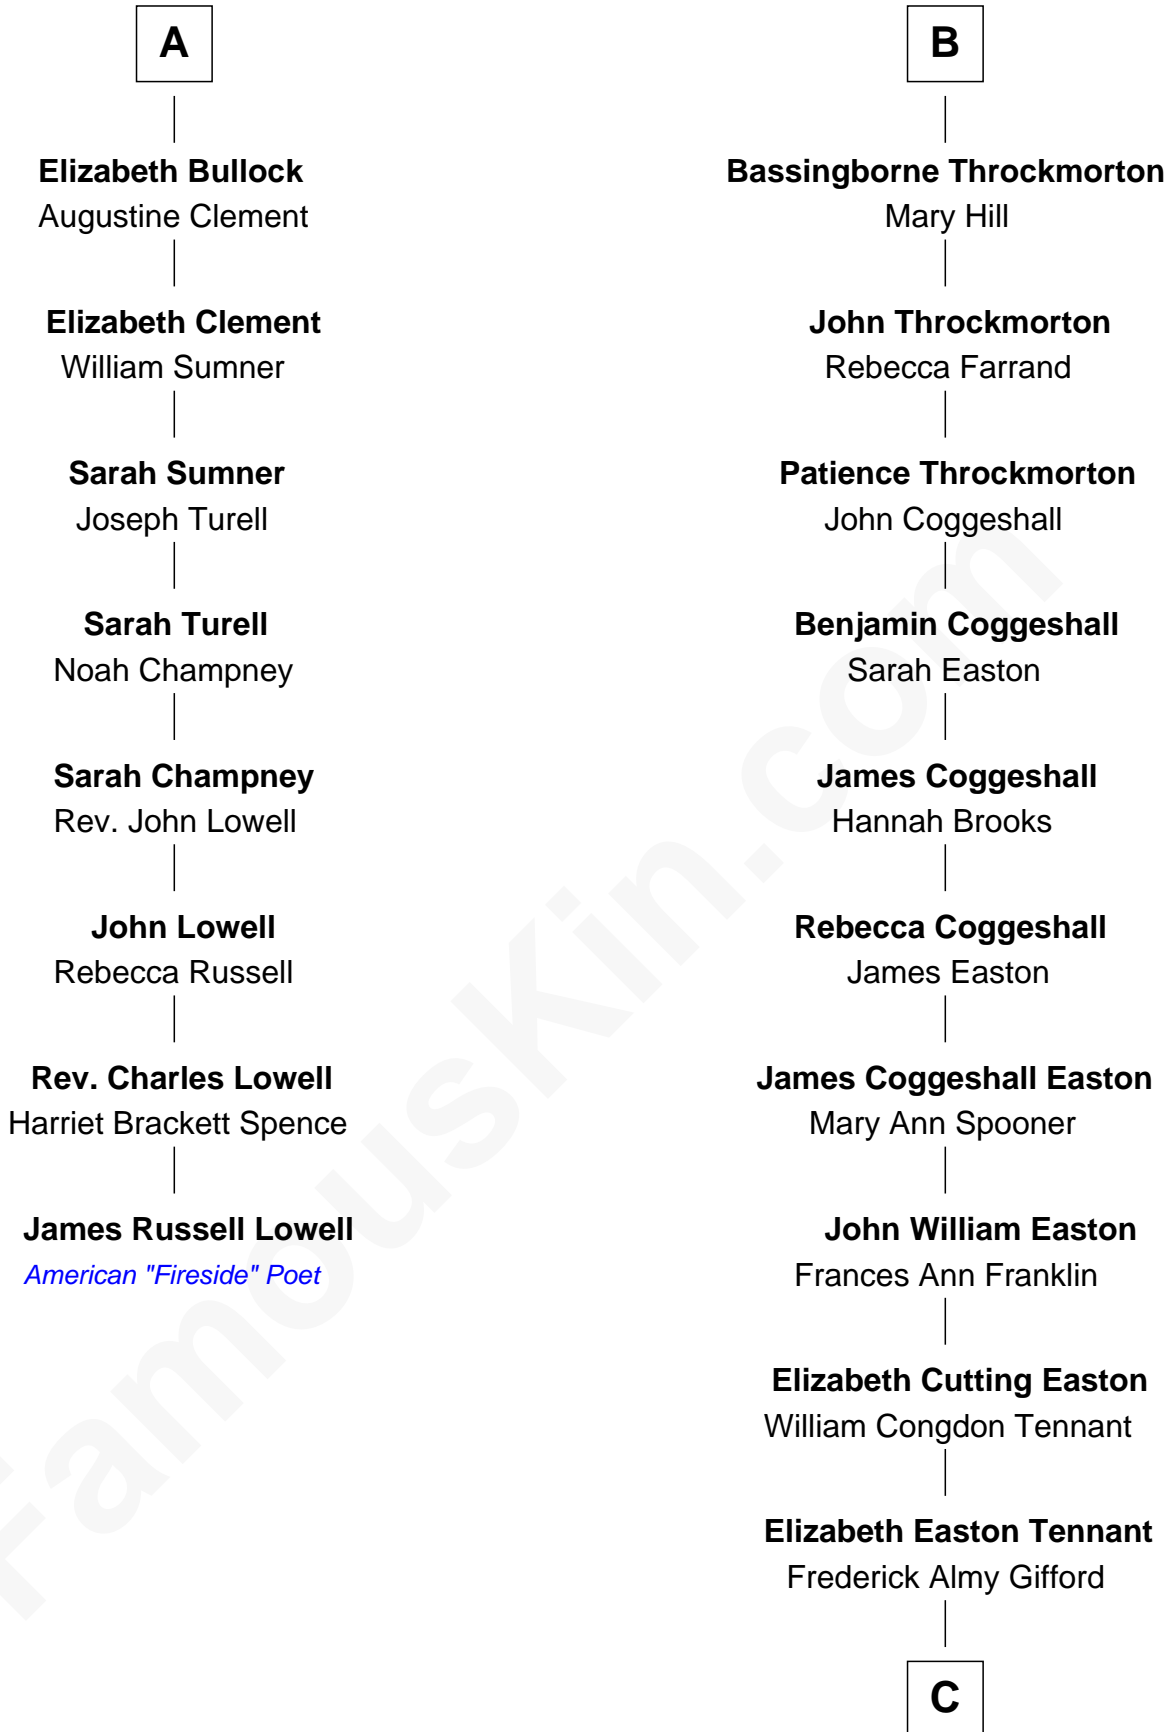 A
Elizabeth Bullock
Augustine Clement
Elizabeth Clement
William Sumner
Sarah Sumner
Joseph Turell
Sarah Turell
Noah Champney
Sarah Champney
Rev. John Lowell
John Lowell
Rebecca Russell
Rev. Charles Lowell
Harriet Brackett Spence
James Russell Lowell
American "Fireside" Poet
B
Bassingborne Throckmorton
Mary Hill
John Throckmorton
Rebecca Farrand
Patience Throckmorton
John Coggeshall
Benjamin Coggeshall
Sarah Easton
James Coggeshall
Hannah Brooks
Rebecca Coggeshall
James Easton
James Coggeshall Easton
Mary Ann Spooner
John William Easton
Frances Ann Franklin
Elizabeth Cutting Easton
William Congdon Tennant
Elizabeth Easton Tennant
Frederick Almy Gifford
C
FamousKin.com